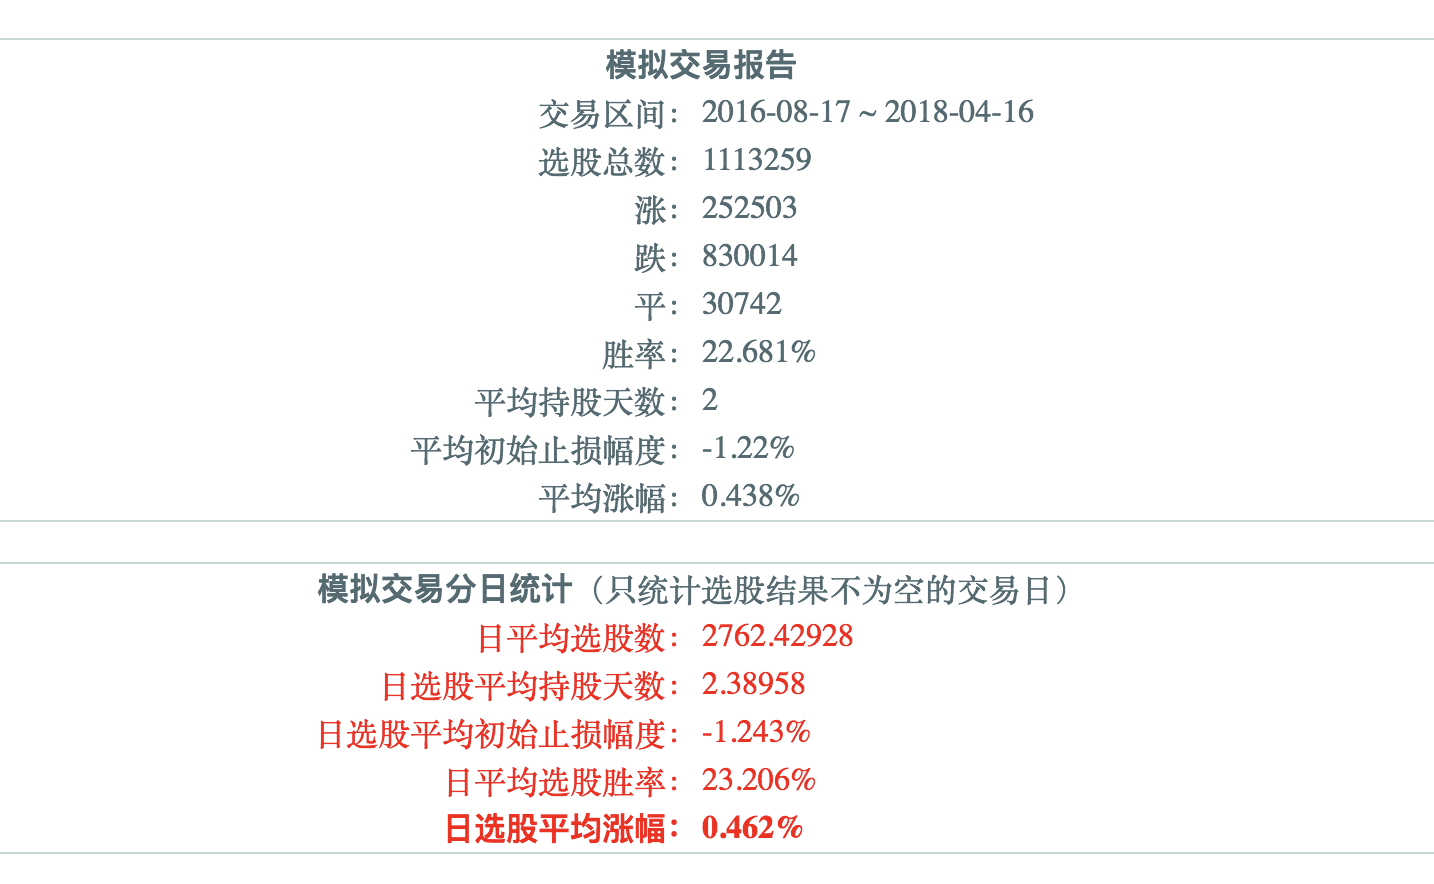 模拟交易报告
交易区间： 2016-08-17 ~ 2018-04-16
选股总数： 1113259
涨： 252503
跌： 830014
平： 30742
胜率： 22.681%
平均持股天数： 2
平均初始止损幅度： -1.22%
平均涨幅： 0.438%
模拟交易分日统计（只统计选股结果不为空的交易日）
日平均选股数： 2762.42928
日选股平均持股天数： 2.38958
日选股平均初始止损幅度： -1.243%
日平均选股胜率： 23.206%
日选股平均涨幅： 0.462%